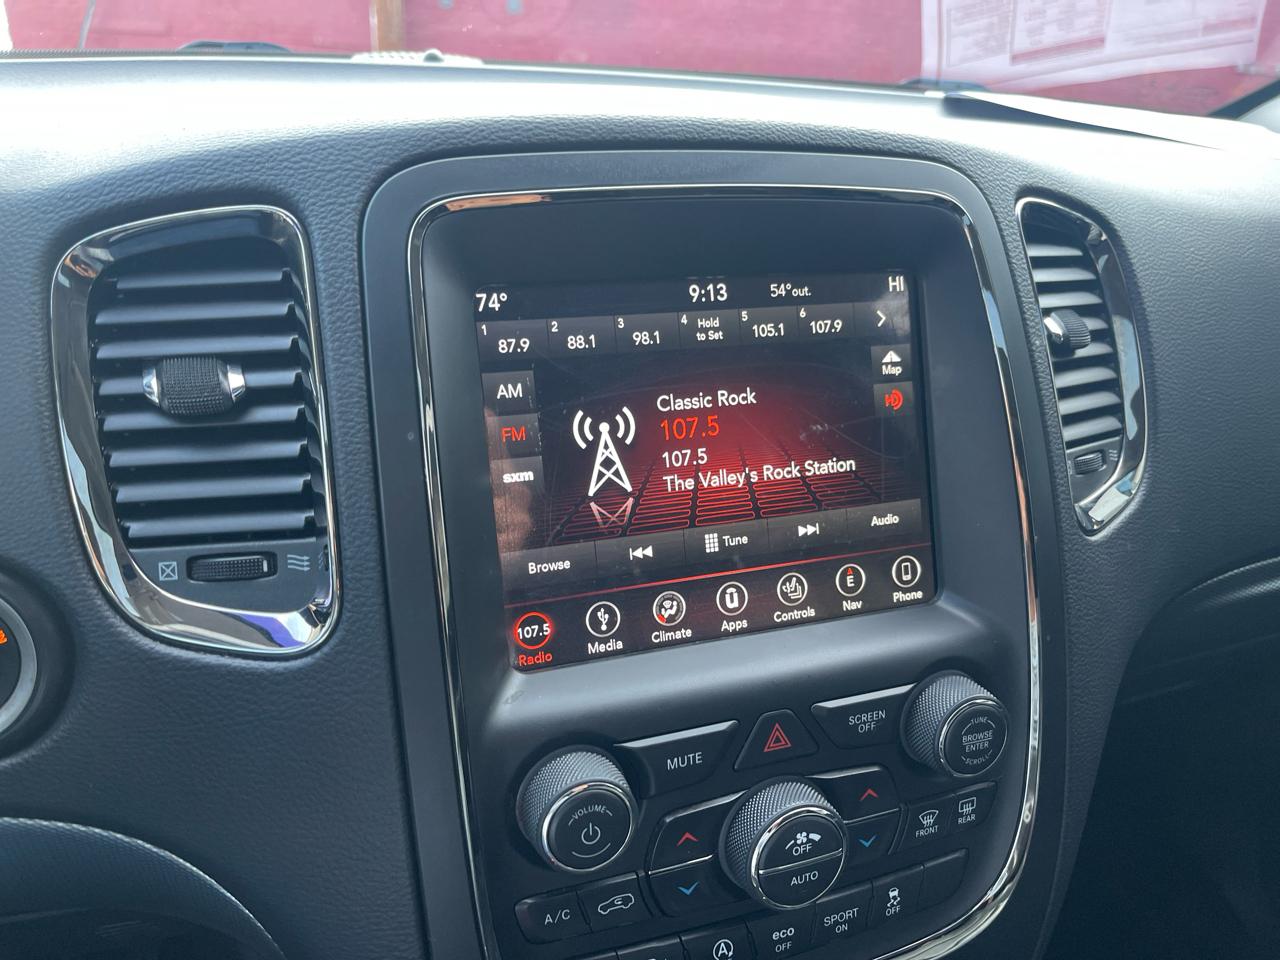 74°
9:13
54°out.
HI
1 87.9
2 88.1
3 98.1
4 Hold to Set
5 105.1
6 107.9
AM
FM
sxm
Map
HD
Classic Rock
107.5
107.5
The Valley's Rock Station
Browse
Tune
Audio
107.5
Radio
Media
Climate
Apps
Controls
E
Nav
Phone
MUTE
SCREEN
OFF
TUNE
BROWSE
ENTER
SCROLL
VOLUME
OFF
AUTO
FRONT
REAR
A/C
A
eco
OFF
SPORT
ON
OFF